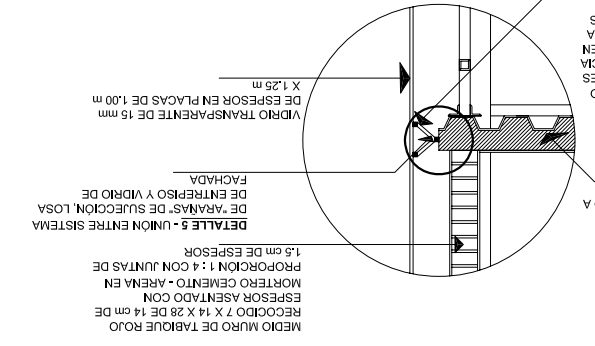 MEDIO MURO DE TABIQUE ROJO
RECOCIDO 7 X 14 X 28 DE 14 cm DE
ESPESOR ASENTADO CON
MORTERO CEMENTO - ARENA EN
PROPORCIÓN 1 : 4 CON JUNTAS DE
1.5 cm DE ESPESOR
DETALLE 5 - UNIÓN ENTRE SISTEMA
DE "ARAÑAS" DE SUJECCIÓN, LOSA
DE ENTREPISO Y VIDRIO DE
FACHADA
VIDRIO TRANSPARENTE DE 15 mm
DE ESPESOR EN PLACAS DE 1.00 m
X 1.25 m